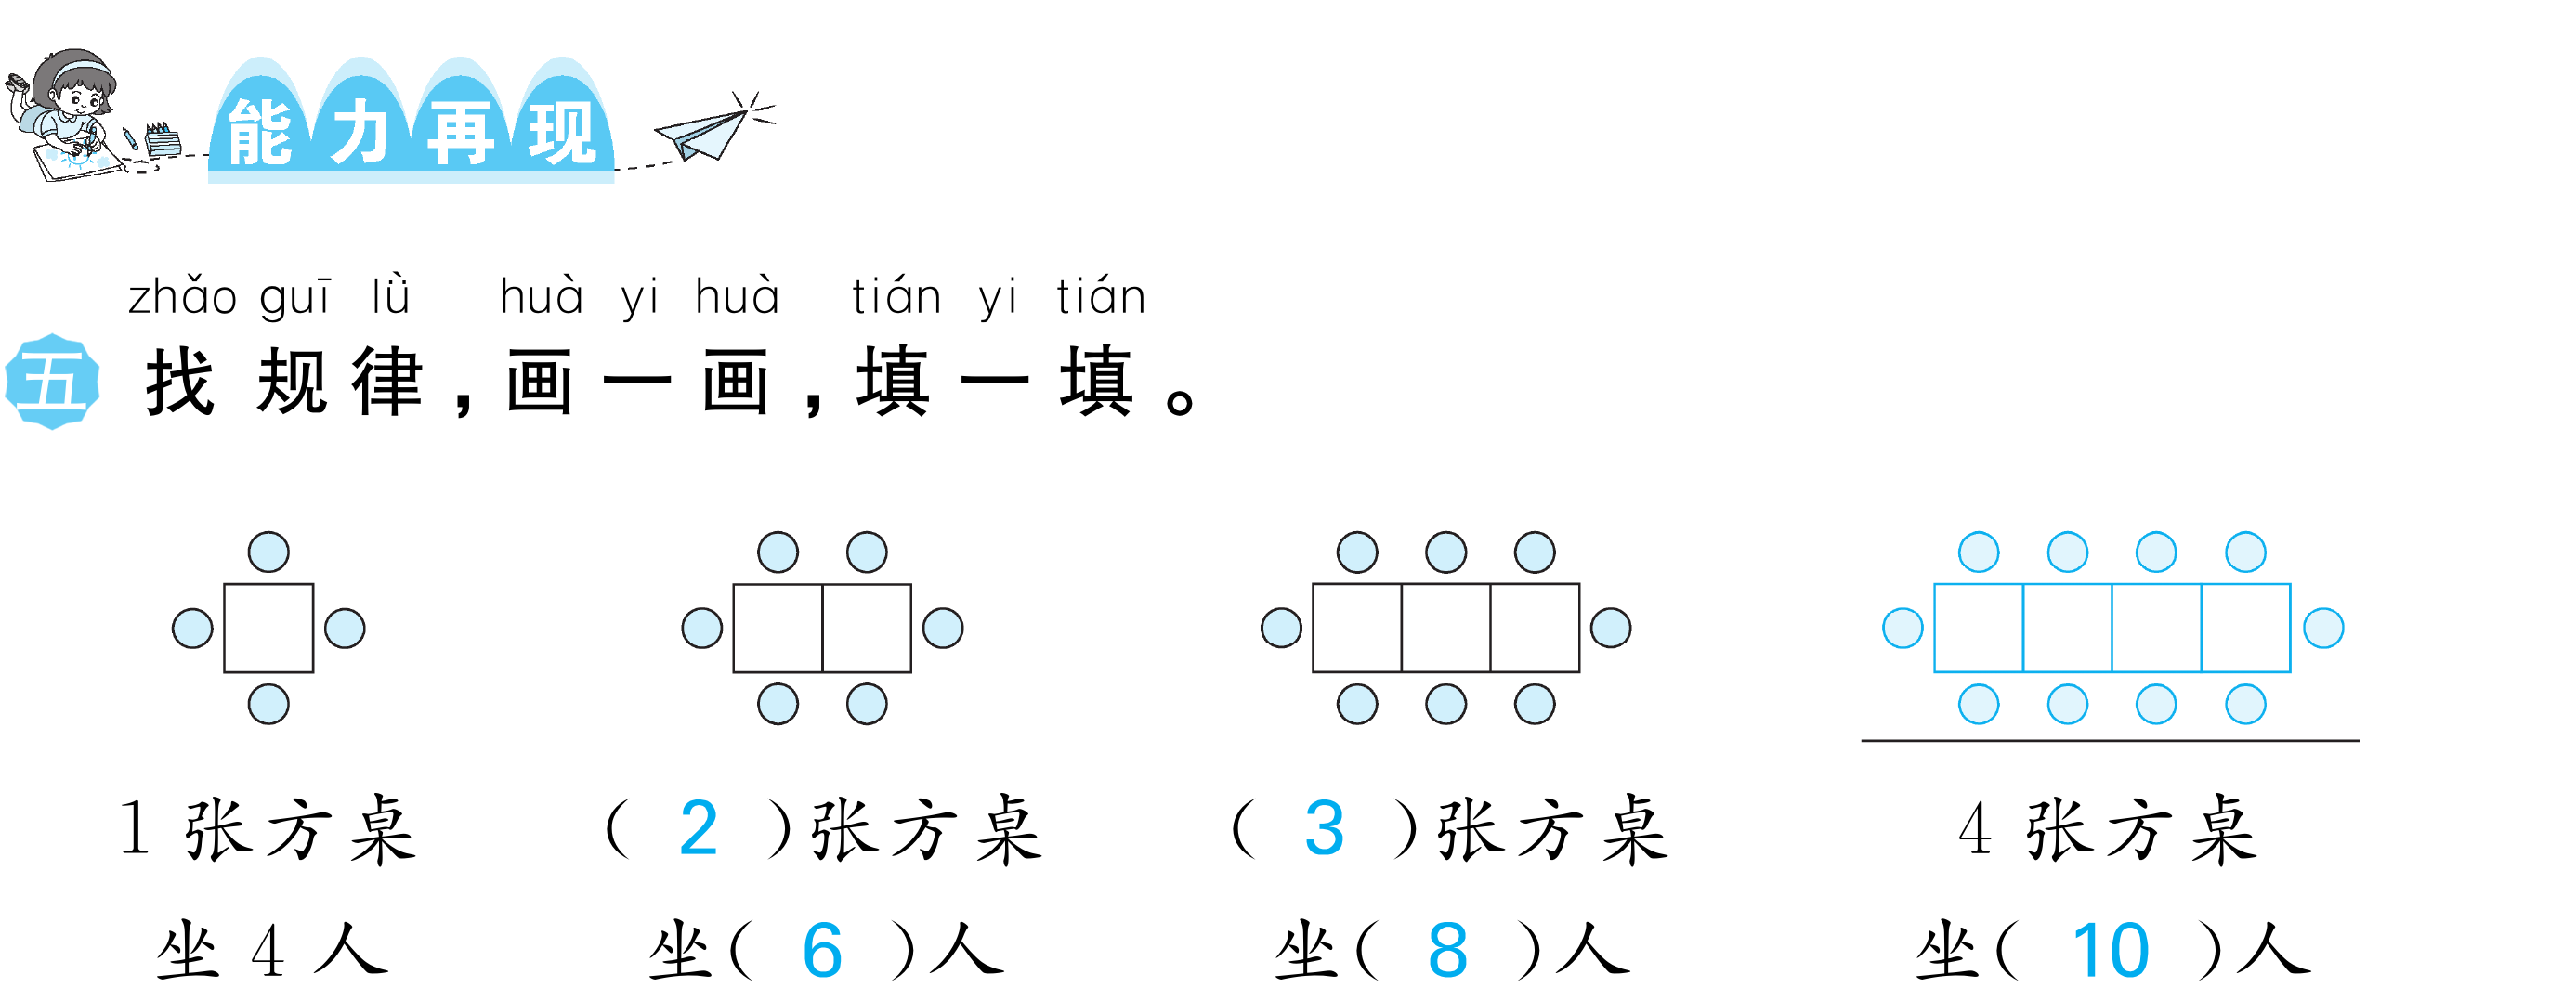 能力再现
zhǎo guī lǜ huà yi huà tián yi tián
五 找规律,画一画,填一填。
1张方桌 ( 2 )张方桌 ( 3 )张方桌 4张方桌
坐4人 坐( 6 )人 坐( 8 )人 坐( 10 )人